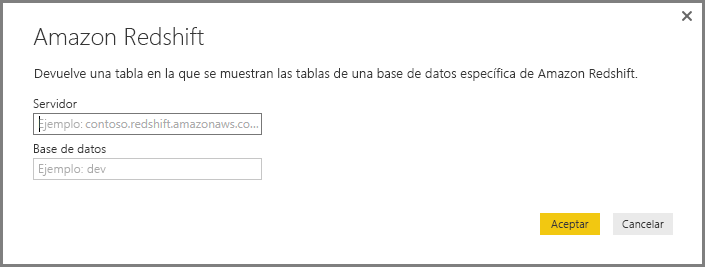 Amazon Redshift
Devuelve una tabla en la que se muestran las tablas de una base de datos específica de Amazon Redshift.
Servidor
Ejemplo: contoso.redshift.amazonaws.co...
Base de datos
Ejemplo: dev
Aceptar Cancelar